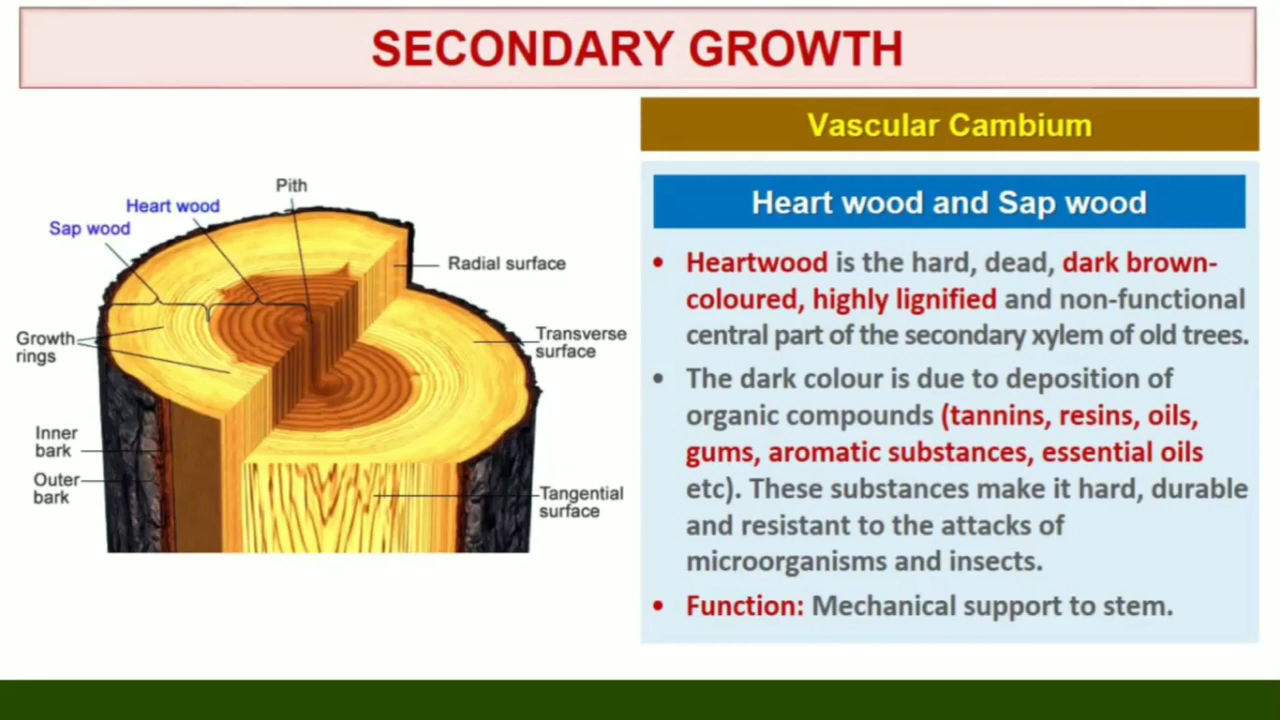 SECONDARY GROWTH
Vascular Cambium
Heart wood and Sap wood
• Heartwood is the hard, dead, dark brown-
coloured, highly lignified and non-functional
central part of the secondary xylem of old trees.
• The dark colour is due to deposition of
organic compounds (tannins, resins, oils,
gums, aromatic substances, essential oils
etc). These substances make it hard, durable
and resistant to the attacks of
microorganisms and insects.
• Function: Mechanical support to stem.
Pith
Heart wood
Sap wood
Radial surface
Growth
rings
Transverse
surface
Inner
bark
Outer
bark
Tangential
surface